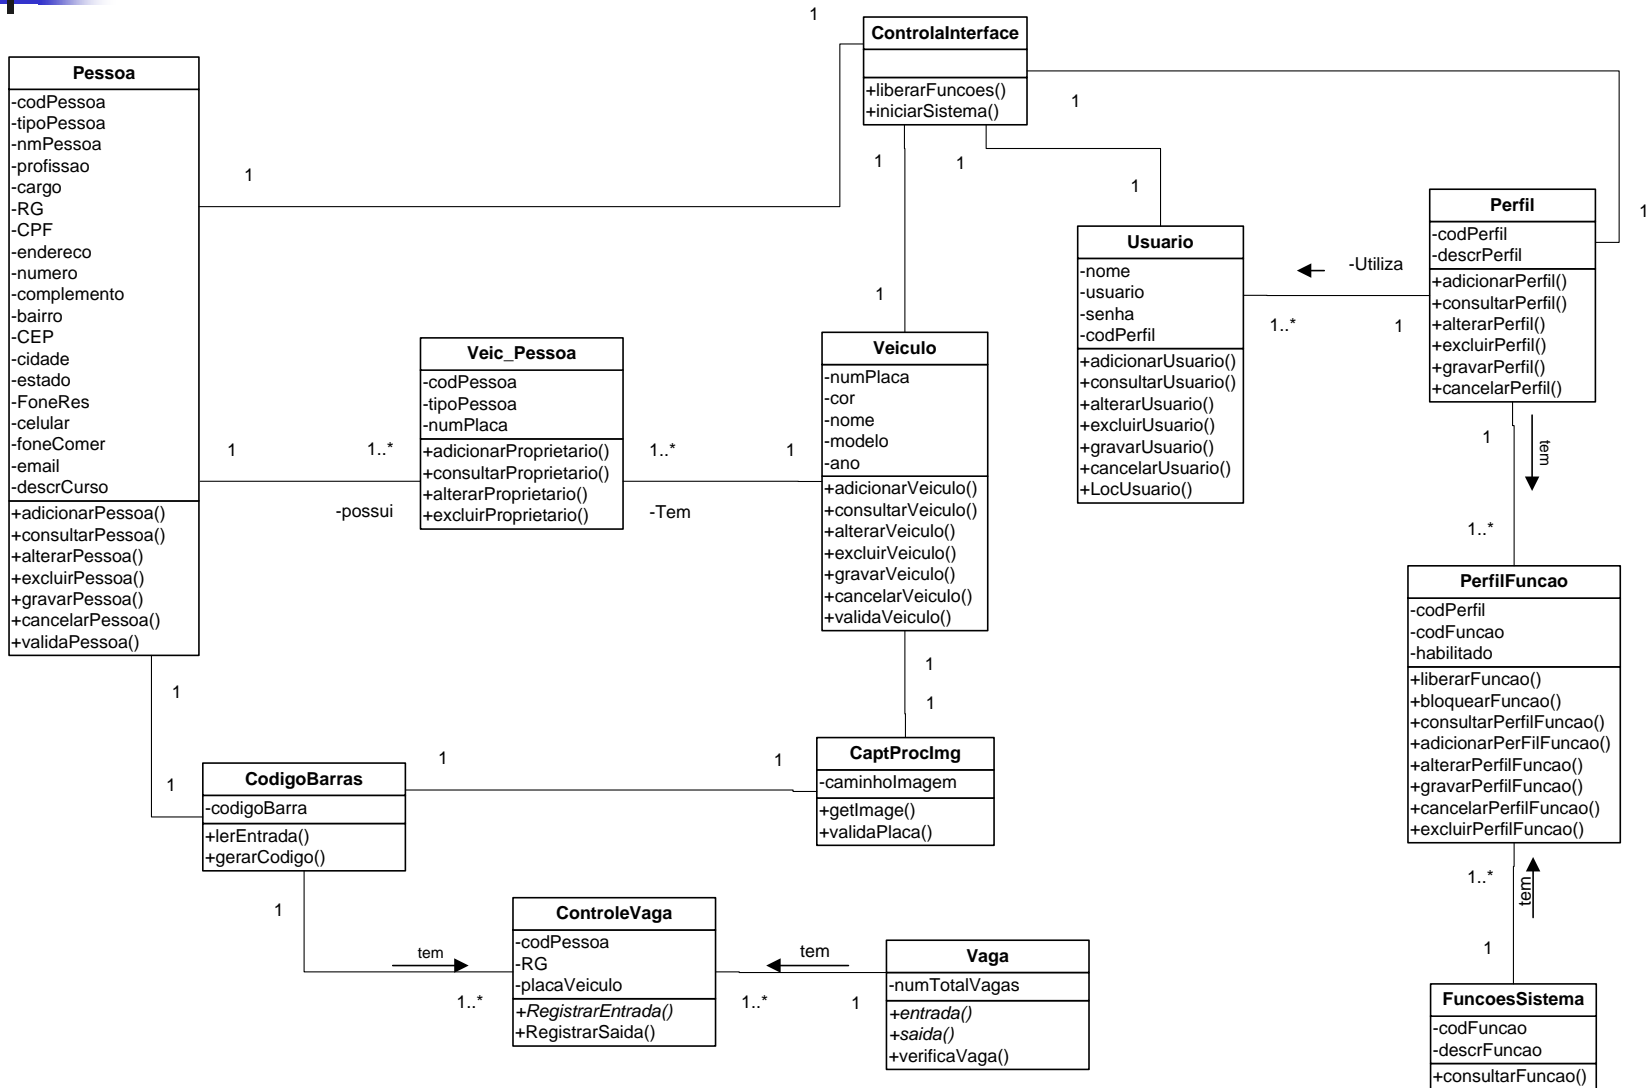 1
ControlaInterface
+liberarFuncoes()
+iniciarSistema()
1
1
1
1
1
1
1
1
Pessoa
-codPessoa
-tipoPessoa
-nmPessoa
-profissao
-cargo
-RG
-CPF
-endereco
-numero
-complemento
-bairro
-CEP
-cidade
-estado
-FoneRes
-celular
-foneComer
-email
-descrCurso
+adicionarPessoa()
+consultarPessoa()
+alterarPessoa()
+excluirPessoa()
+gravarPessoa()
+cancelarPessoa()
+validaPessoa()
1
1..*
-possui
Veic_Pessoa
-codPessoa
-tipoPessoa
-numPlaca
+adicionarProprietario()
+consultarProprietario()
+alterarProprietario()
+excluirProprietario()
1..*
1
-Tem
Veiculo
-numPlaca
-cor
-nome
-modelo
-ano
+adicionarVeiculo()
+consultarVeiculo()
+alterarVeiculo()
+excluirVeiculo()
+gravarVeiculo()
+cancelarVeiculo()
+validaVeiculo()
Usuario
-nome
-usuario
-senha
-codPerfil
+adicionarUsuario()
+consultarUsuario()
+alterarUsuario()
+excluirUsuario()
+gravarUsuario()
+cancelarUsuario()
+LocUsuario()
-Utiliza
1..*
1
Perfil
-codPerfil
-descrPerfil
+adicionarPerfil()
+consultarPerfil()
+alterarPerfil()
+excluirPerfil()
+gravarPerfil()
+cancelarPerfil()
1
tem
1..*
PerfilFuncao
-codPerfil
-codFuncao
-habilitado
+liberarFuncao()
+bloquearFuncao()
+consultarPerfilFuncao()
+adicionarPerFilFuncao()
+alterarPerfilFuncao()
+gravarPerfilFuncao()
+cancelarPerfilFuncao()
+excluirPerfilFuncao()
1..*
tem
1
FuncoesSistema
-codFuncao
-descrFuncao
+consultarFuncao()
1
1
1
1
CodigoBarras
-codigoBarra
+lerEntrada()
+gerarCodigo()
1
1
CaptProcImg
-caminhoImagem
+getImage()
+validaPlaca()
1
tem
1..*
ControleVaga
-codPessoa
-RG
-placaVeiculo
+RegistrarEntrada()
+RegistrarSaida()
tem
1..*
1
Vaga
-numTotalVagas
+entrada()
+saida()
+verificaVaga()